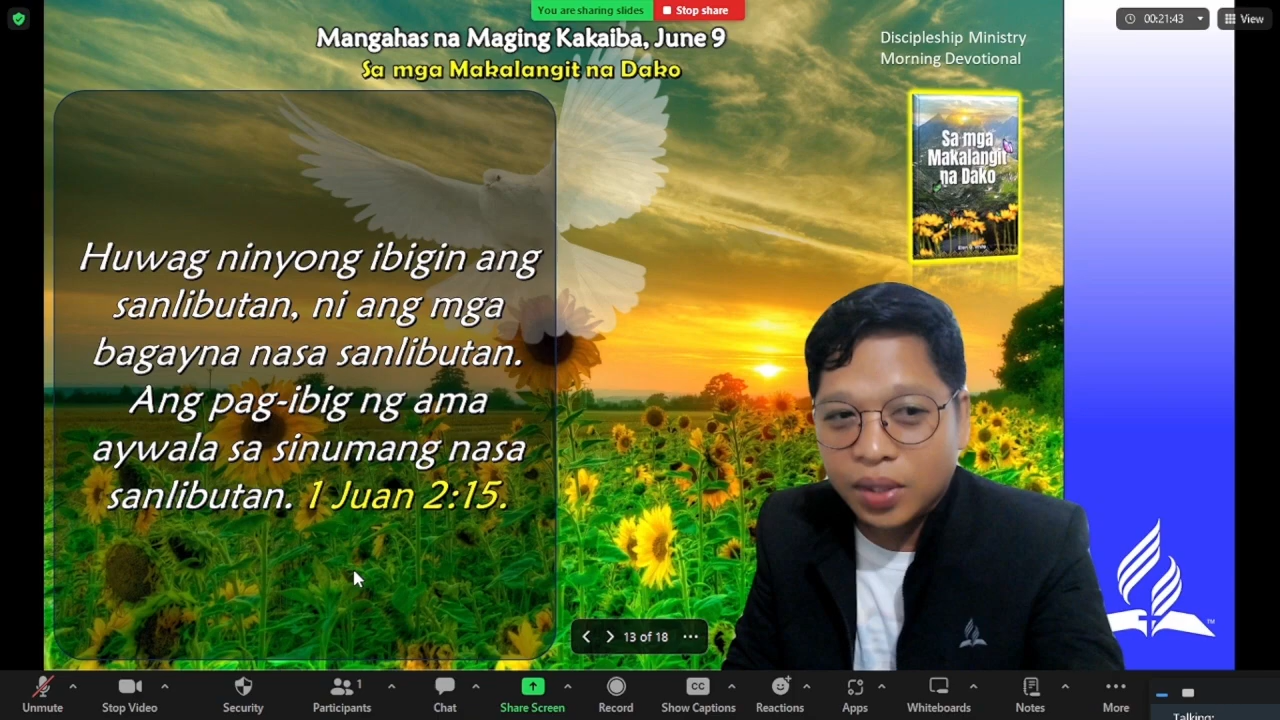 You are sharing slides
Stop share
00:21:43
View
Mangahas na Maging Kakaiba, June 9
Sa mga Makalangit na Dako
Discipleship Ministry
Morning Devotional
Sa mga
Makalangit
na Dako
Huwag ninyong ibigin ang
sanlibutan, ni ang mga
bagayna nasa sanlibutan.
Ang pag-ibig ng ama
aywala sa sinumang nasa
sanlibutan. 1 Juan 2:15.
13 of 18
TM
Unmute
Stop Video
Security
Participants
1
Chat
Share Screen
Record
CC
Show Captions
Reactions
Apps
Whiteboards
Notes
More
Talking: